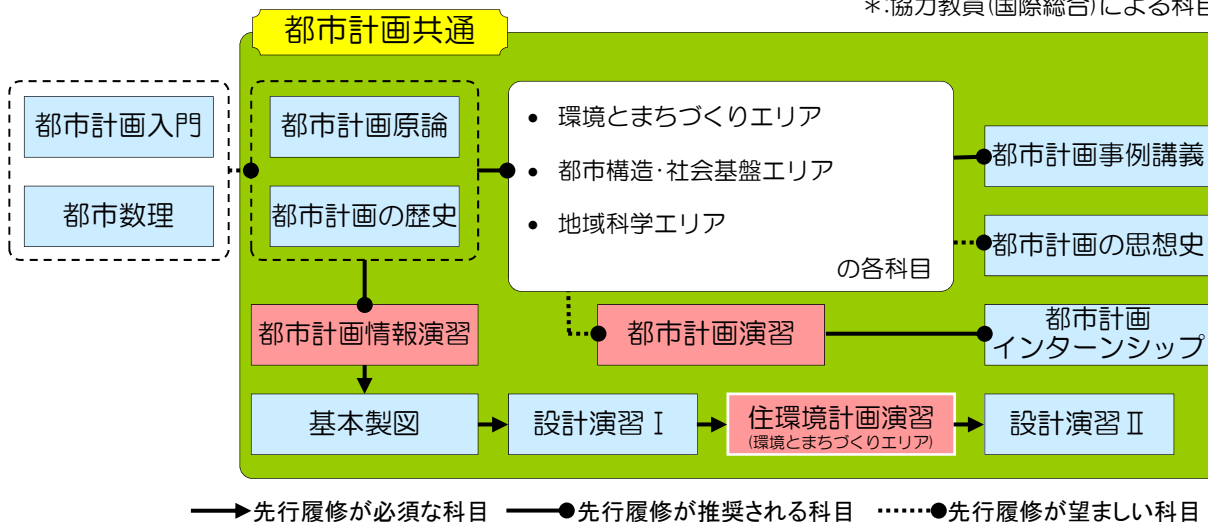 *:協力教員(国際総合)による科目
都市計画共通
都市計画入門
都市数理
都市計画原論
都市計画の歴史
• 環境とまちづくりエリア
• 都市構造・社会基盤エリア
• 地域科学エリア
の各科目
都市計画事例講義
都市計画の思想史
都市計画情報演習
都市計画演習
都市計画
インターンシップ
基本製図
設計演習Ⅰ
住環境計画演習
(環境とまちづくりエリア)
設計演習Ⅱ
先行履修が必須な科目
先行履修が推奨される科目
先行履修が望ましい科目